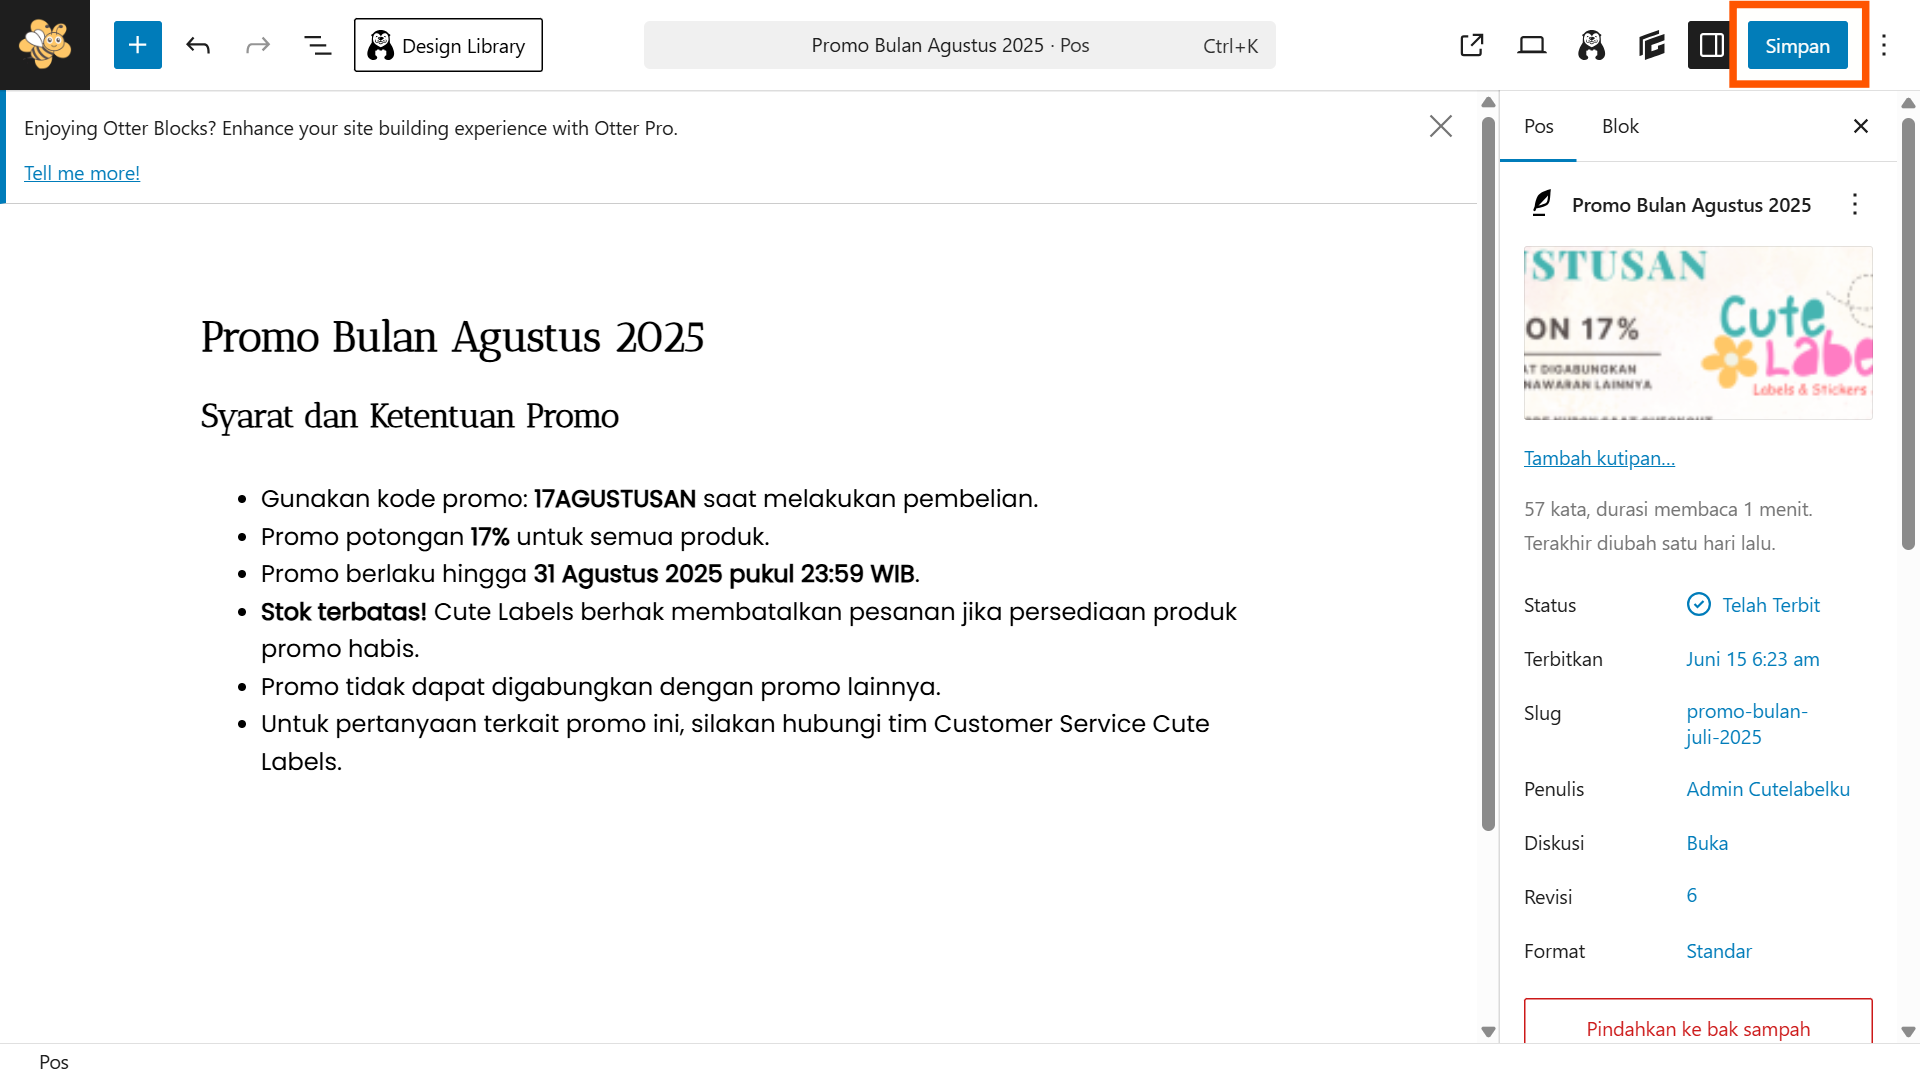 Design Library
Promo Bulan Agustus 2025 · Pos
Ctrl+K
Simpan
Enjoying Otter Blocks? Enhance your site building experience with Otter Pro.
Tell me more!
Promo Bulan Agustus 2025
Syarat dan Ketentuan Promo
Gunakan kode promo: 17AGUSTUSAN saat melakukan pembelian.
Promo potongan 17% untuk semua produk.
Promo berlaku hingga 31 Agustus 2025 pukul 23:59 WIB.
Stok terbatas! Cute Labels berhak membatalkan pesanan jika persediaan produk
promo habis.
Promo tidak dapat digabungkan dengan promo lainnya.
Untuk pertanyaan terkait promo ini, silakan hubungi tim Customer Service Cute
Labels.
Pos
Blok
Promo Bulan Agustus 2025
USTUSAN
ON 17%
AT DIGABUNGKAN
NAWARAN LAINNYA
Cute
Labe
Labels & Stickers
Tambah kutipan...
57 kata, durasi membaca 1 menit.
Terakhir diubah satu hari lalu.
Status
Telah Terbit
Terbitkan
Juni 15 6:23 am
Slug
promo-bulan-
juli-2025
Penulis
Admin Cutelabelku
Diskusi
Buka
Revisi
6
Format
Standar
Pindahkan ke bak sampah
Pos